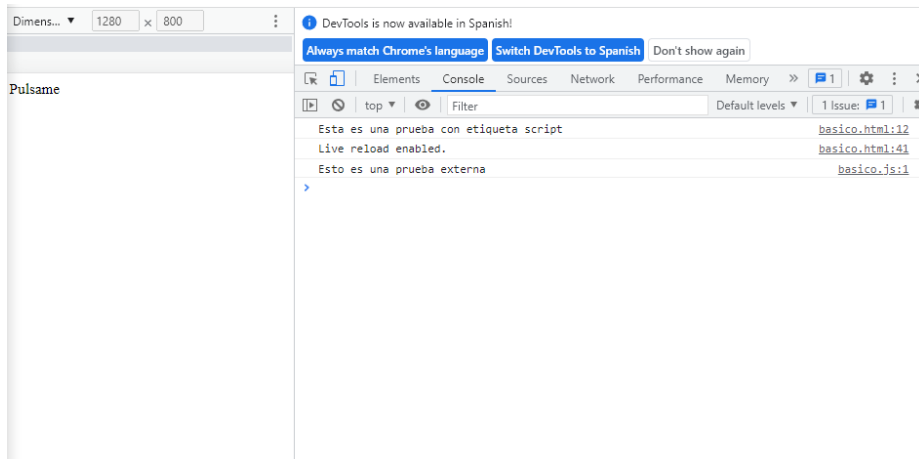 Dimens... ▼ 1280 × 800
Pulsame
DevTools is now available in Spanish!
Always match Chrome's language Switch DevTools to Spanish Don't show again
Elements Console Sources Network Performance Memory » 1
top ▼ Filter Default levels ▼ 1 Issue: 1
Esta es una prueba con etiqueta script basico.html:12
Live reload enabled. basico.html:41
Esto es una prueba externa basico.js:1
>